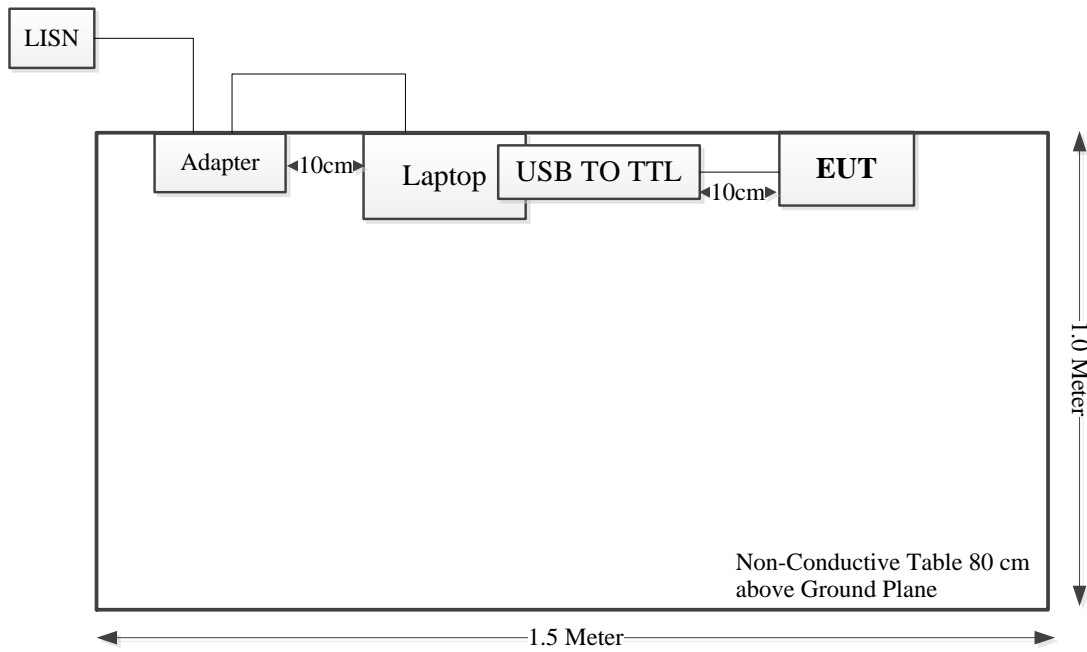 LISN
Adapter
10cm
Laptop
USB TO TTL
10cm
EUT
1.0 Meter
Non-Conductive Table 80 cm
above Ground Plane
1.5 Meter